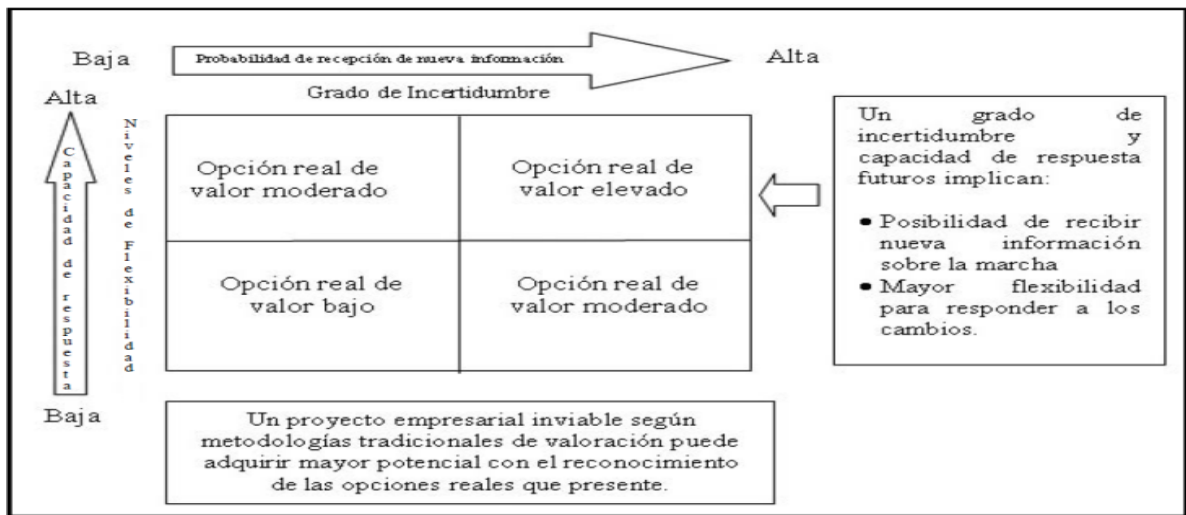 Baja
Probabilidad de recepción de nueva información
Alta
Grado de Incertidumbre
Alta
Capacidad de respuesta
Baja
Niveles de Flexibilidad
Opción real de
valor moderado
Opción real de
valor elevado
Opción real de
valor bajo
Opción real de
valor moderado
Un grado de
incertidumbre y
capacidad de respuesta
futuros implican:
• Posibilidad de recibir
nueva información
sobre la marcha
• Mayor flexibilidad
para responder a los
cambios.
Un proyecto empresarial inviable según
metodologías tradicionales de valoración puede
adquirir mayor potencial con el reconocimiento
de las opciones reales que presente.